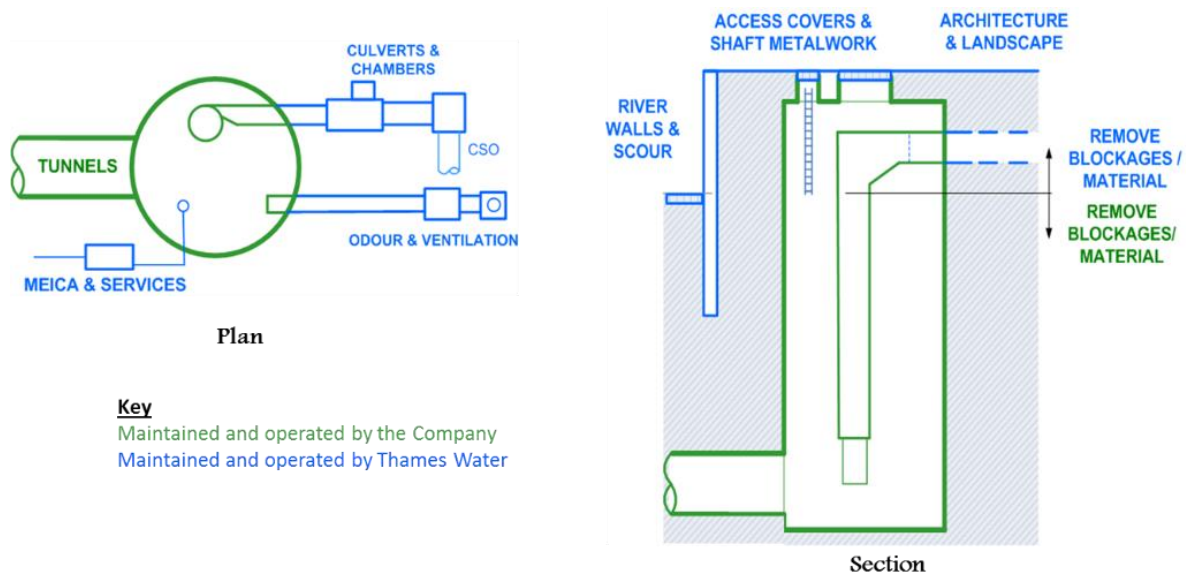 CULVERTS &
CHAMBERS
TUNNELS
CSO
ODOUR & VENTILATION
MEICA & SERVICES
Plan
Key
Maintained and operated by the Company
Maintained and operated by Thames Water
ACCESS COVERS &
SHAFT METALWORK
ARCHITECTURE
& LANDSCAPE
RIVER
WALLS &
SCOUR
REMOVE
BLOCKAGES /
MATERIAL
REMOVE
BLOCKAGES/
MATERIAL
Section